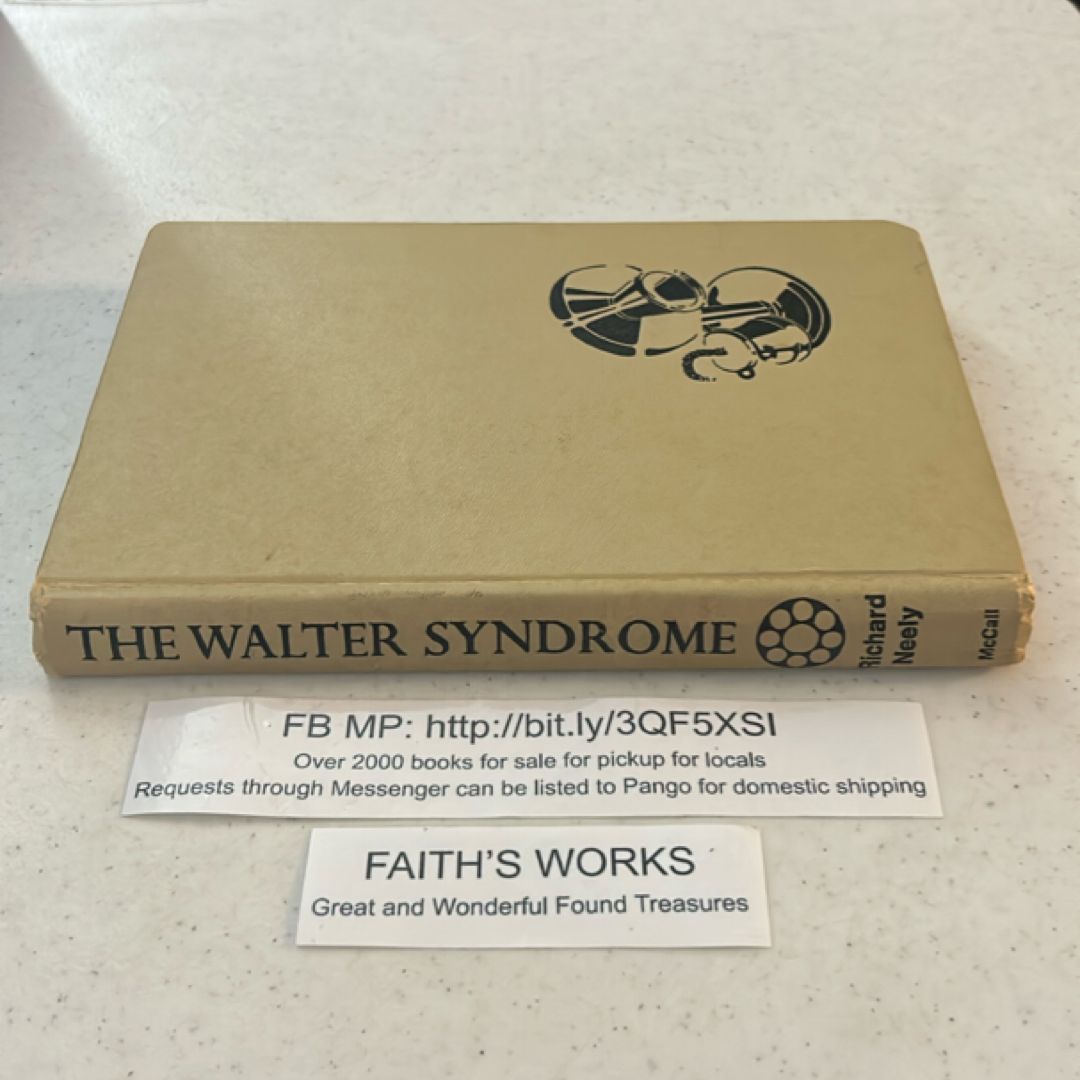 THE WALTER SYNDROME
Richard
Neely
McCall
FB MP: http://bit.ly/3QF5XSI
Over 2000 books for sale for pickup for locals
Requests through Messenger can be listed to Pango for domestic shipping
FAITH'S WORKS
Great and Wonderful Found Treasures